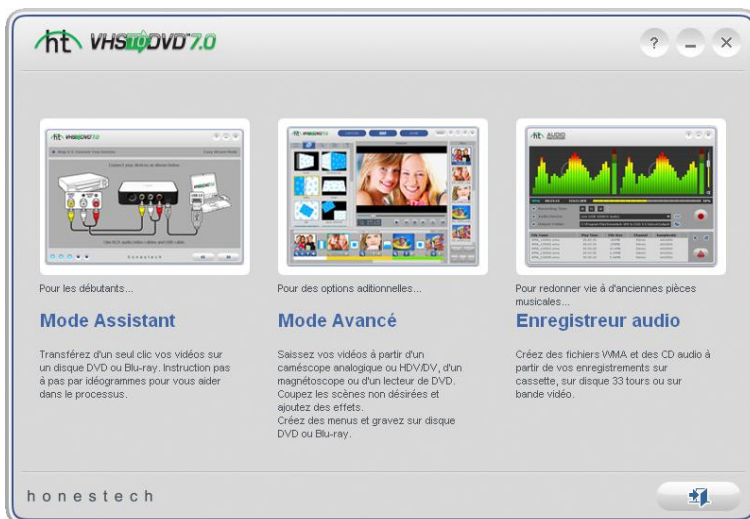 ht VHS TO DVD 7.0
?
Pour les débutants...
Mode Assistant
Transférez d'un seul clic vos vidéos sur
un disque DVD ou Blu-ray. Instruction pas
à pas par idéogrammes pour vous aider
dans le processus.
Pour des options aditionnelles...
Mode Avancé
Saissez vos vidéos à partir d'un
caméscope analogique ou HDV/DV, d'un
magnétoscope ou d'un lecteur de DVD.
Coupez les scènes non désirées et
ajoutez des effets.
Créez des menus et gravez sur disque
DVD ou Blu-ray.
AUDIO
Pour redonner vie à d'anciennes pièces
musicales...
Enregistreur audio
Créez des fichiers WMA et des CD audio à
partir de vos enregistrements sur
cassette, sur disque 33 tours ou sur
bande vidéo.
honestech